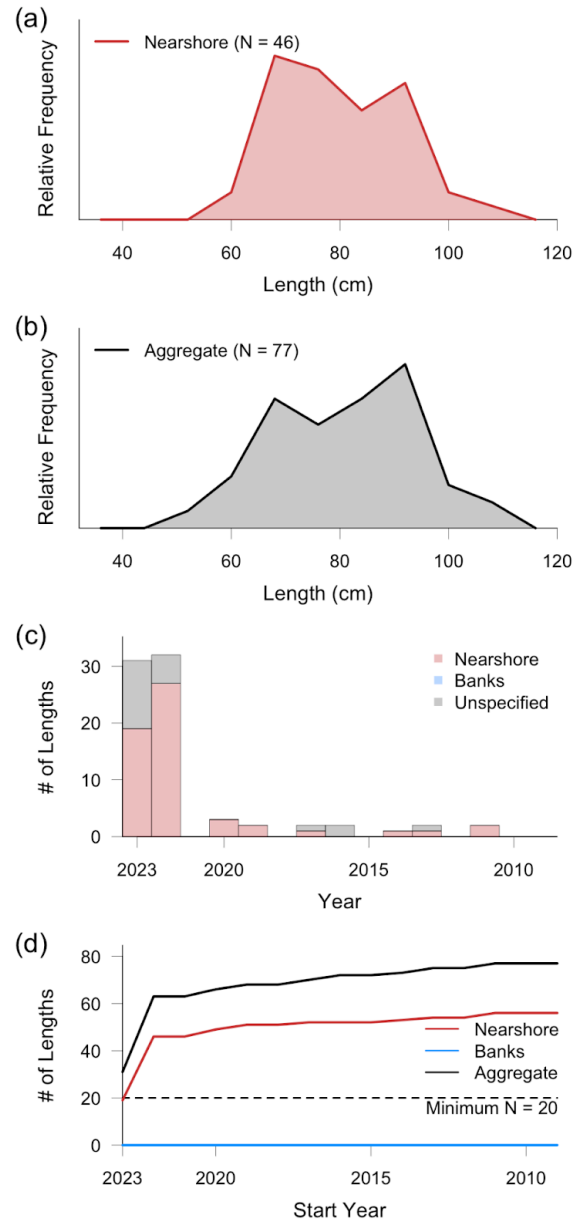 (a)
Nearshore (N = 46)
Relative Frequency
40 60 80 100 120
Length (cm)
(b)
Aggregate (N = 77)
Relative Frequency
40 60 80 100 120
Length (cm)
(c)
30
20
10
0
# of Lengths
Nearshore
Banks
Unspecified
2023 2020 2015 2010
Year
(d)
80
60
40
20
0
# of Lengths
Nearshore
Banks
Aggregate
Minimum N = 20
2023 2020 2015 2010
Start Year